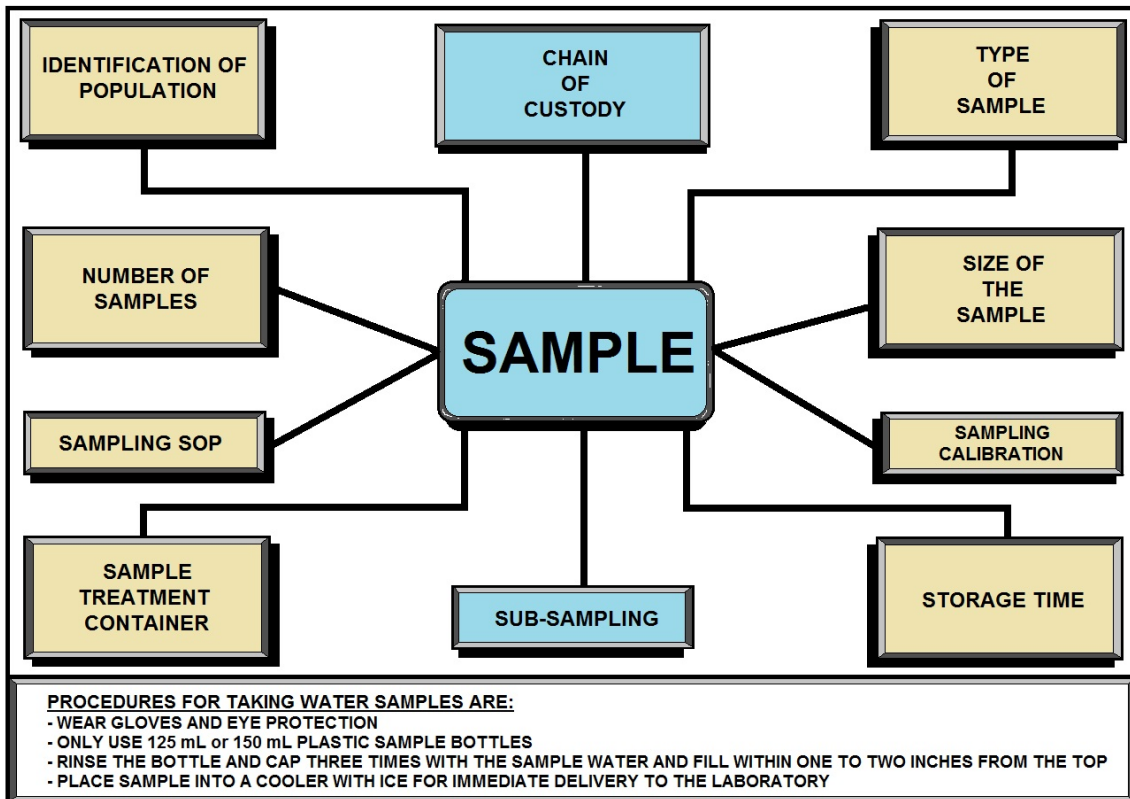 IDENTIFICATION OF
POPULATION
CHAIN
OF
CUSTODY
TYPE
OF
SAMPLE
NUMBER OF
SAMPLES
SIZE OF
THE
SAMPLE
SAMPLE
SAMPLING SOP
SAMPLING
CALIBRATION
SAMPLE
TREATMENT
CONTAINER
SUB-SAMPLING
STORAGE TIME
PROCEDURES FOR TAKING WATER SAMPLES ARE:
- WEAR GLOVES AND EYE PROTECTION
- ONLY USE 125 mL or 150 mL PLASTIC SAMPLE BOTTLES
- RINSE THE BOTTLE AND CAP THREE TIMES WITH THE SAMPLE WATER AND FILL WITHIN ONE TO TWO INCHES FROM THE TOP
- PLACE SAMPLE INTO A COOLER WITH ICE FOR IMMEDIATE DELIVERY TO THE LABORATORY